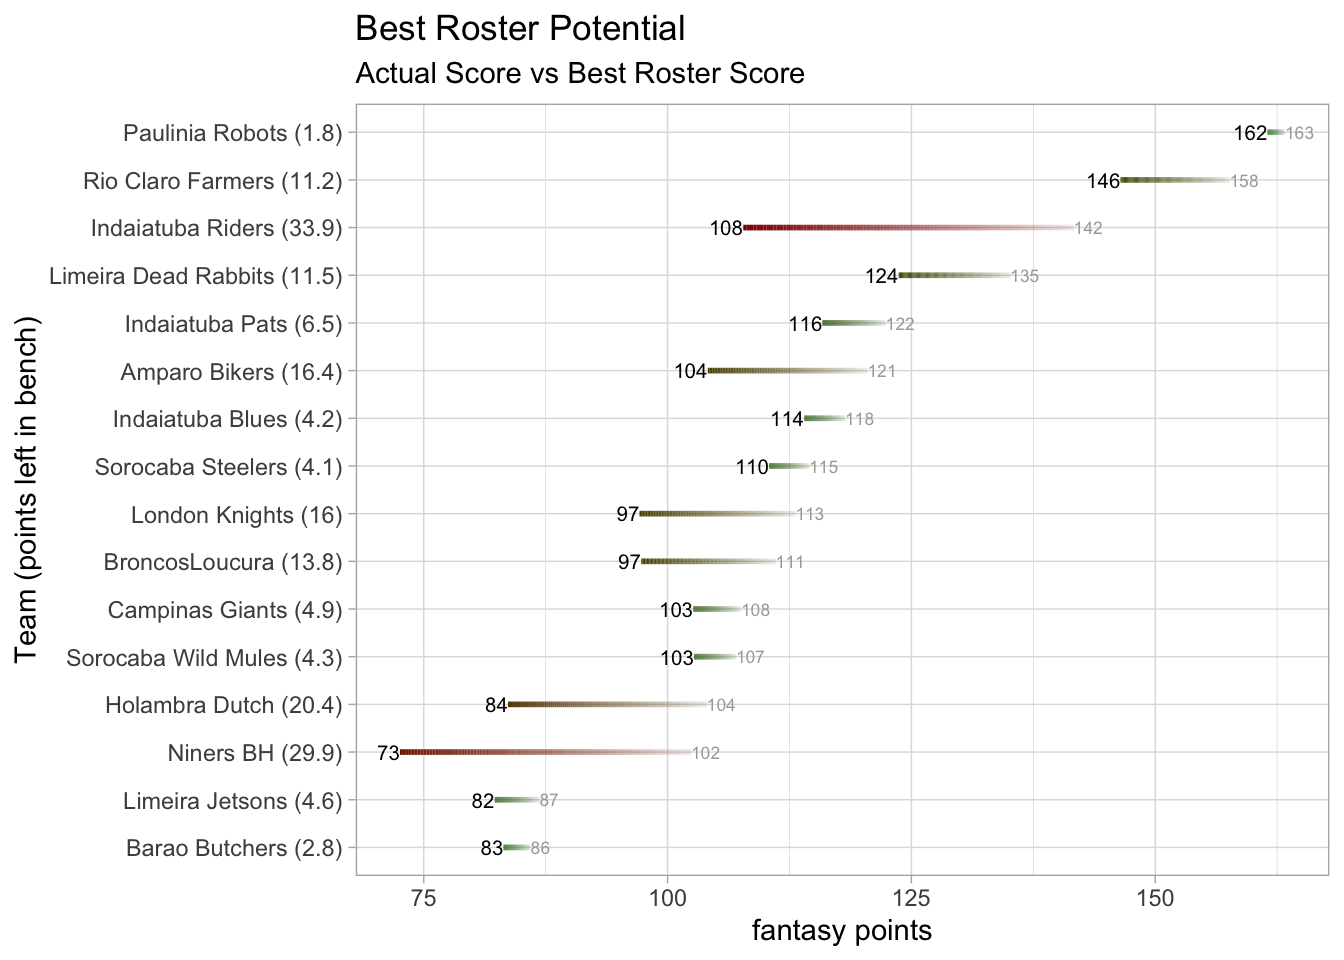 Best Roster Potential
Actual Score vs Best Roster Score
Team (points left in bench)
Paulinia Robots (1.8) 162 163
Rio Claro Farmers (11.2) 146 158
Indaiatuba Riders (33.9) 108 142
Limeira Dead Rabbits (11.5) 124 135
Indaiatuba Pats (6.5) 116 122
Amparo Bikers (16.4) 104 121
Indaiatuba Blues (4.2) 114 118
Sorocaba Steelers (4.1) 110 115
London Knights (16) 97 113
BroncosLoucura (13.8) 97 111
Campinas Giants (4.9) 103 108
Sorocaba Wild Mules (4.3) 103 107
Holambra Dutch (20.4) 84 104
Niners BH (29.9) 73 102
Limeira Jetsons (4.6) 82 87
Barao Butchers (2.8) 83 86
75 100 125 150
fantasy points